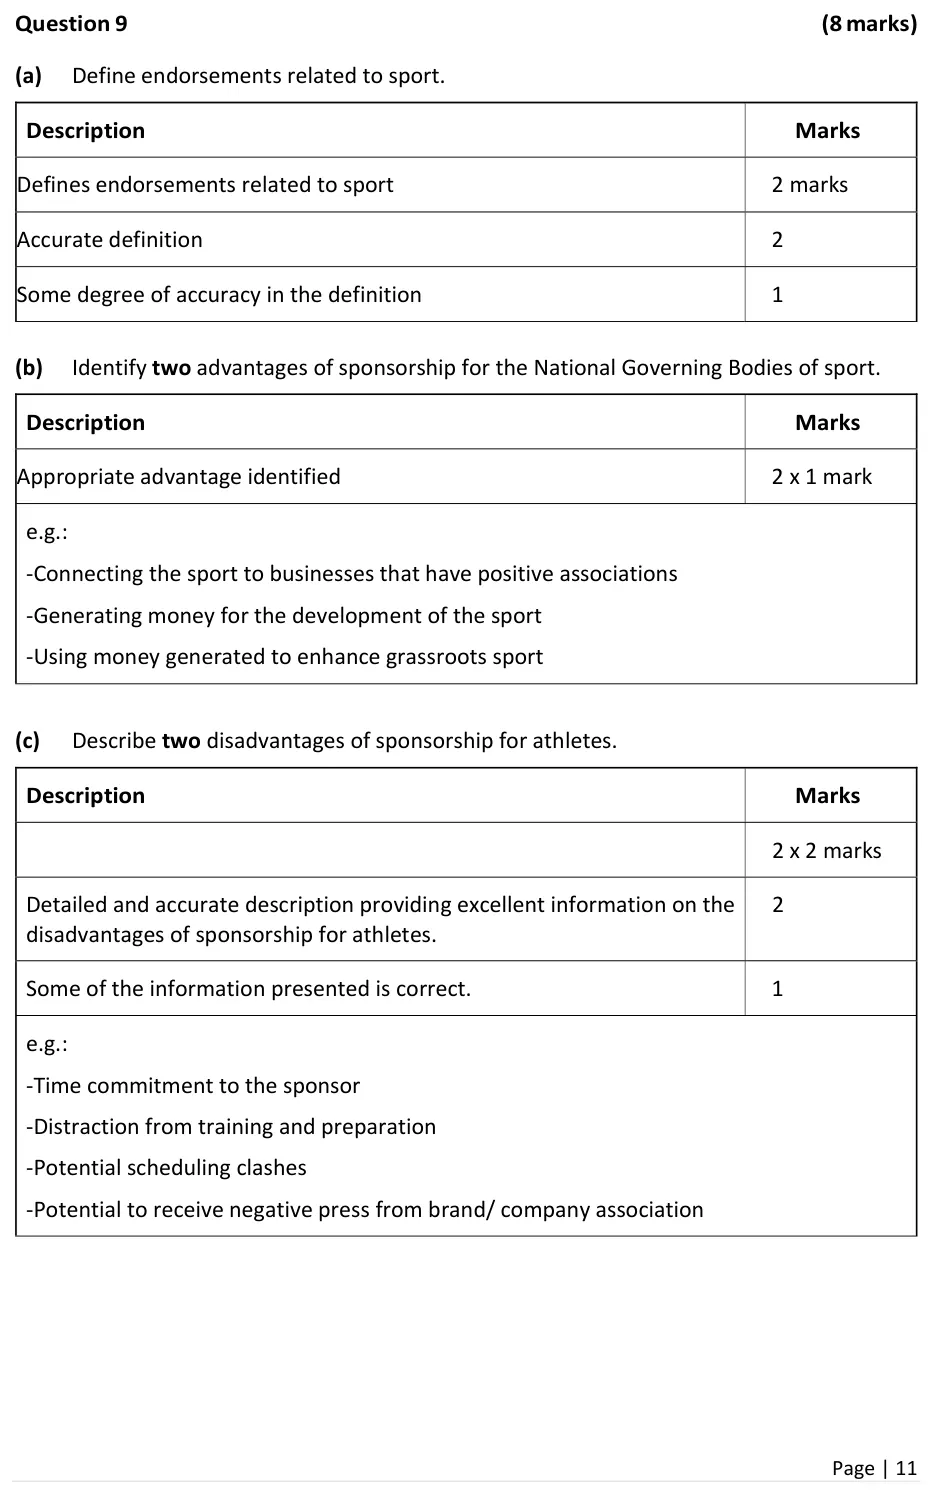 Question 9 (8 marks)
(a) Define endorsements related to sport.
Description Marks
Defines endorsements related to sport 2 marks
Accurate definition 2
Some degree of accuracy in the definition 1
(b) Identify two advantages of sponsorship for the National Governing Bodies of sport.
Description Marks
Appropriate advantage identified 2 x 1 mark
e.g.:
-Connecting the sport to businesses that have positive associations
-Generating money for the development of the sport
-Using money generated to enhance grassroots sport
(c) Describe two disadvantages of sponsorship for athletes.
Description Marks
2 x 2 marks
Detailed and accurate description providing excellent information on the 2
disadvantages of sponsorship for athletes.
Some of the information presented is correct. 1
e.g.:
-Time commitment to the sponsor
-Distraction from training and preparation
-Potential scheduling clashes
-Potential to receive negative press from brand/ company association
Page | 11